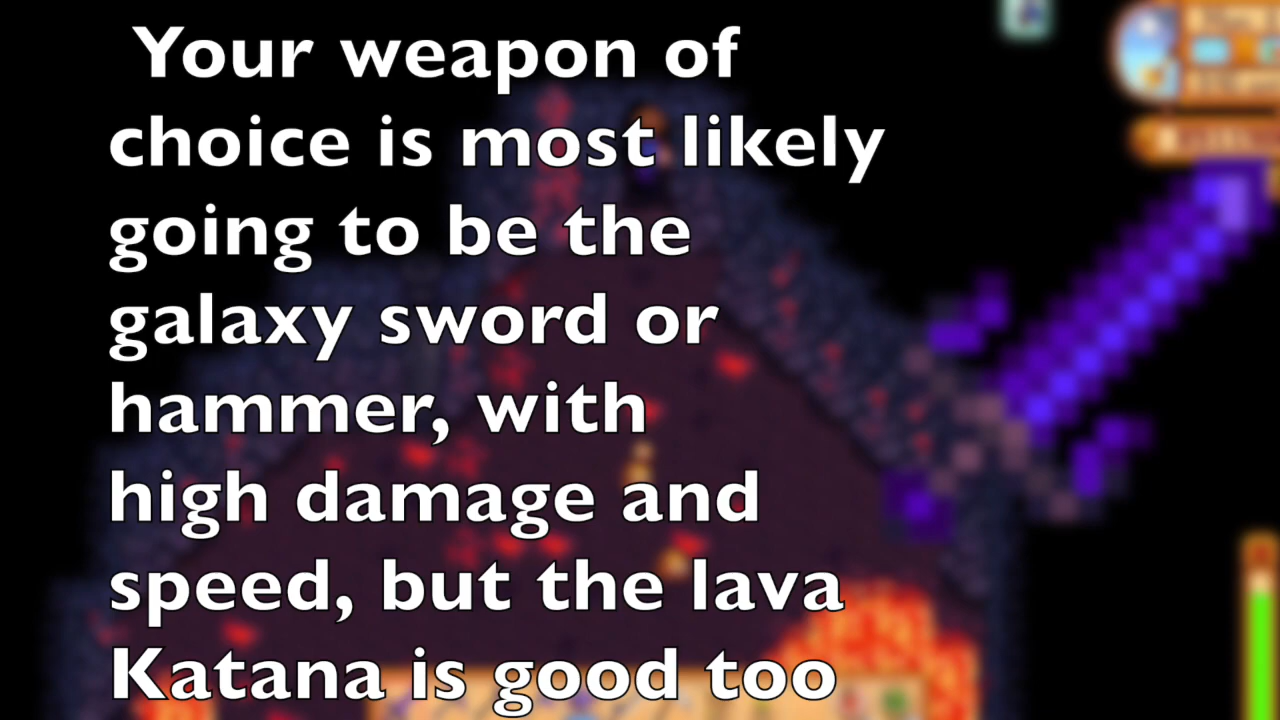 Your weapon of
choice is most likely
going to be the
galaxy sword or
hammer, with
high damage and
speed, but the lava
Katana is good too